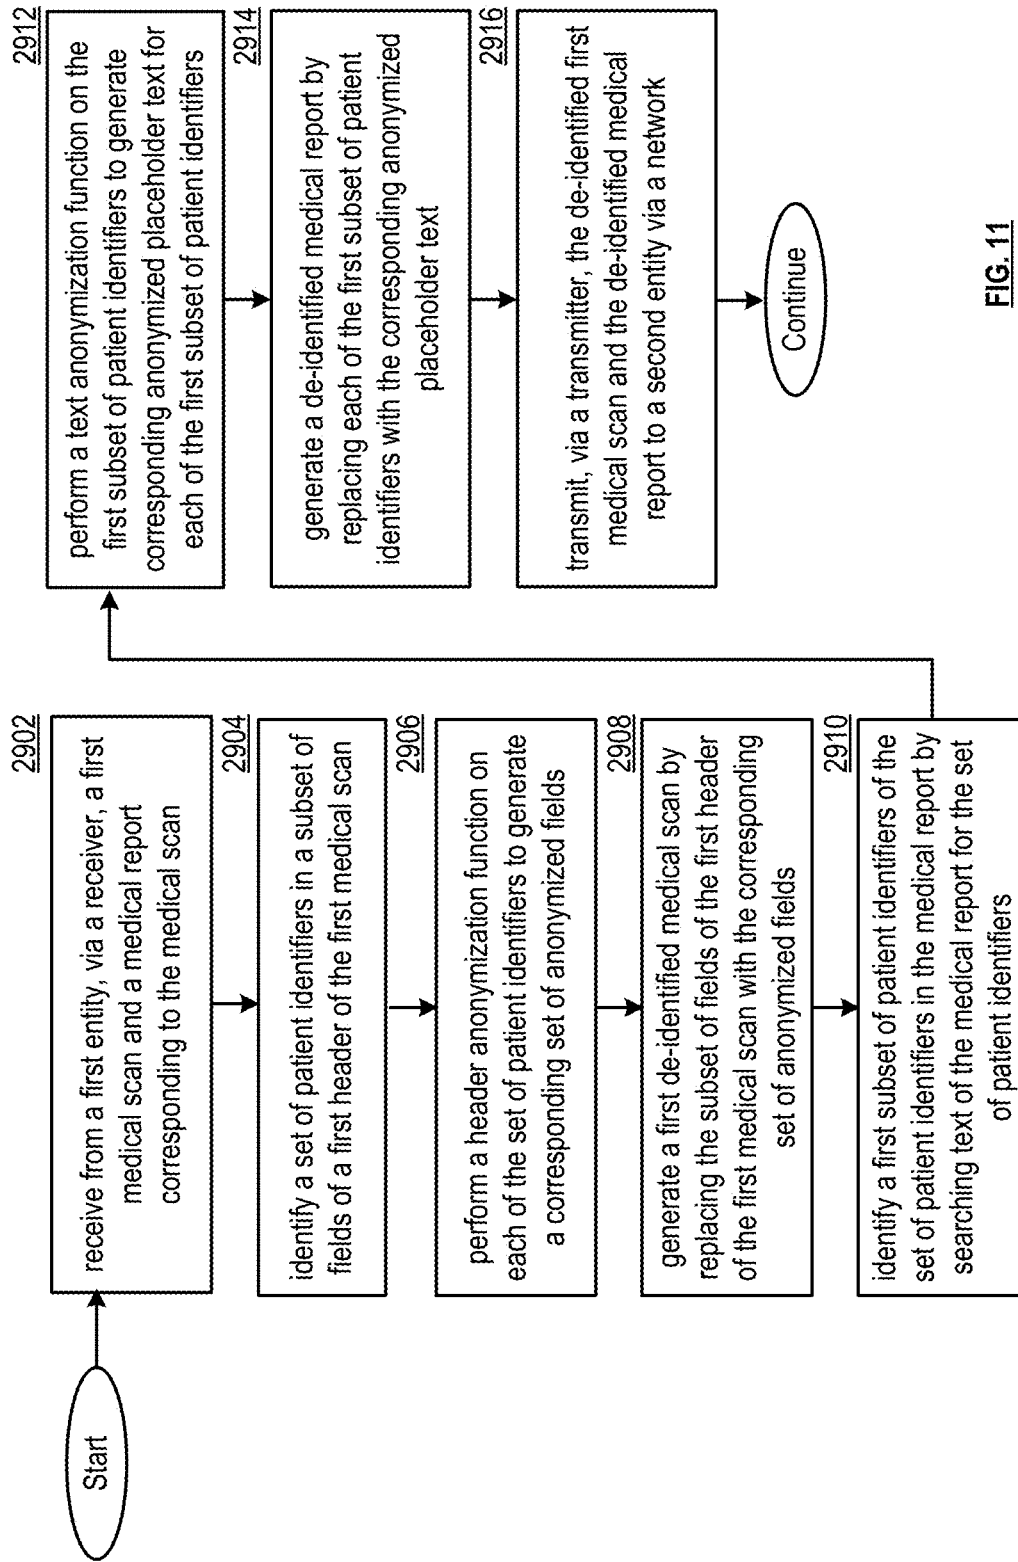 Start
2902
receive from a first entity, via a receiver, a first
medical scan and a medical report
corresponding to the medical scan
2904
identify a set of patient identifiers in a subset of
fields of a first header of the first medical scan
2906
perform a header anonymization function on
each of the set of patient identifiers to generate
a corresponding set of anonymized fields
2908
generate a first de-identified medical scan by
replacing the subset of fields of the first header
of the first medical scan with the corresponding
set of anonymized fields
2910
identify a first subset of patient identifiers of the
set of patient identifiers in the medical report by
searching text of the medical report for the set
of patient identifiers
2912
perform a text anonymization function on the
first subset of patient identifiers to generate
corresponding anonymized placeholder text for
each of the first subset of patient identifiers
2914
generate a de-identified medical report by
replacing each of the first subset of patient
identifiers with the corresponding anonymized
placeholder text
2916
transmit, via a transmitter, the de-identified first
medical scan and the de-identified medical
report to a second entity via a network
Continue
FIG. 11